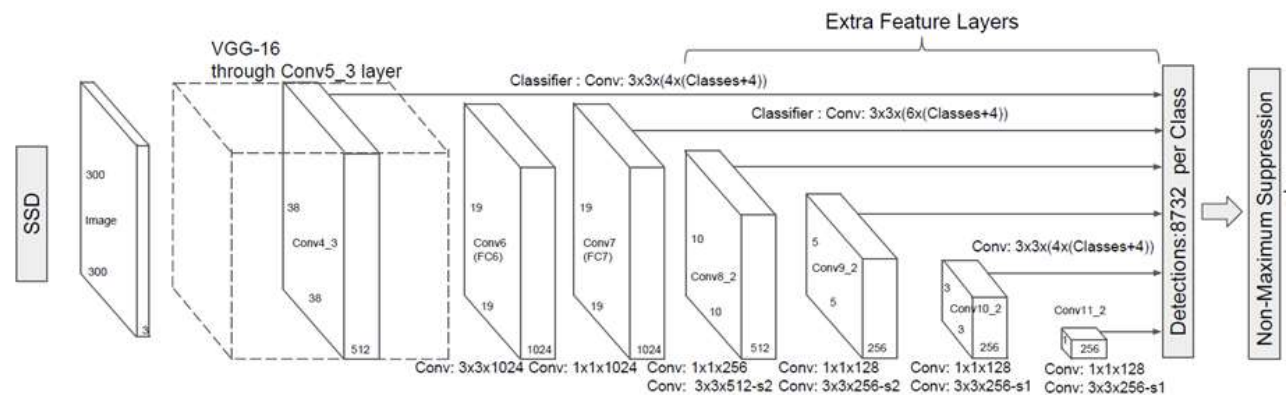 Extra Feature Layers
VGG-16
through Conv5_3 layer
Classifier : Conv: 3x3x(4x(Classes+4))
Classifier : Conv: 3x3x(6x(Classes+4))
SSD
300
Image
300
3
38
Conv4_3
38
512
19
Conv6
(FC6)
19
1024
19
Conv7
(FC7)
19
1024
10
Conv8_2
10
512
5
Conv9_2
5
256
Conv: 3x3x(4x(Classes+4))
3
Conv10_2
3
256
Conv11_2
1
256
Detections:8732 per Class
Non-Maximum Suppression
Conv: 3x3x1024
Conv: 1x1x1024
Conv: 1x1x256
Conv: 3x3x512-s2
Conv: 1x1x128
Conv: 3x3x256-s2
Conv: 1x1x128
Conv: 3x3x256-s1
Conv: 1x1x128
Conv: 3x3x256-s1